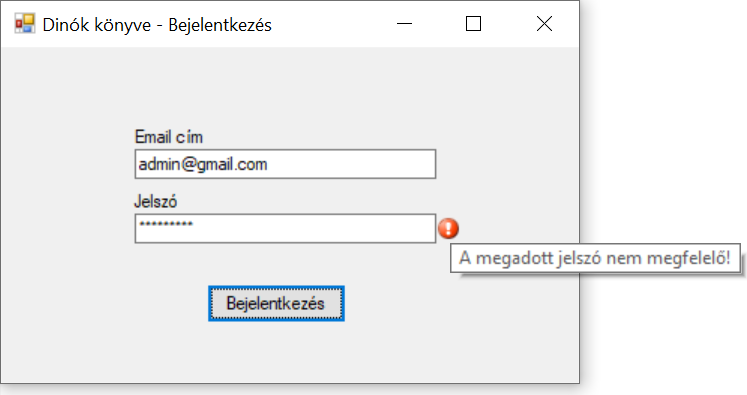 Dinók könyve - Bejelentkezés
Email cím
admin@gmail.com
Jelszó
*********
A megadott jelszó nem megfelelő!
Bejelentkezés